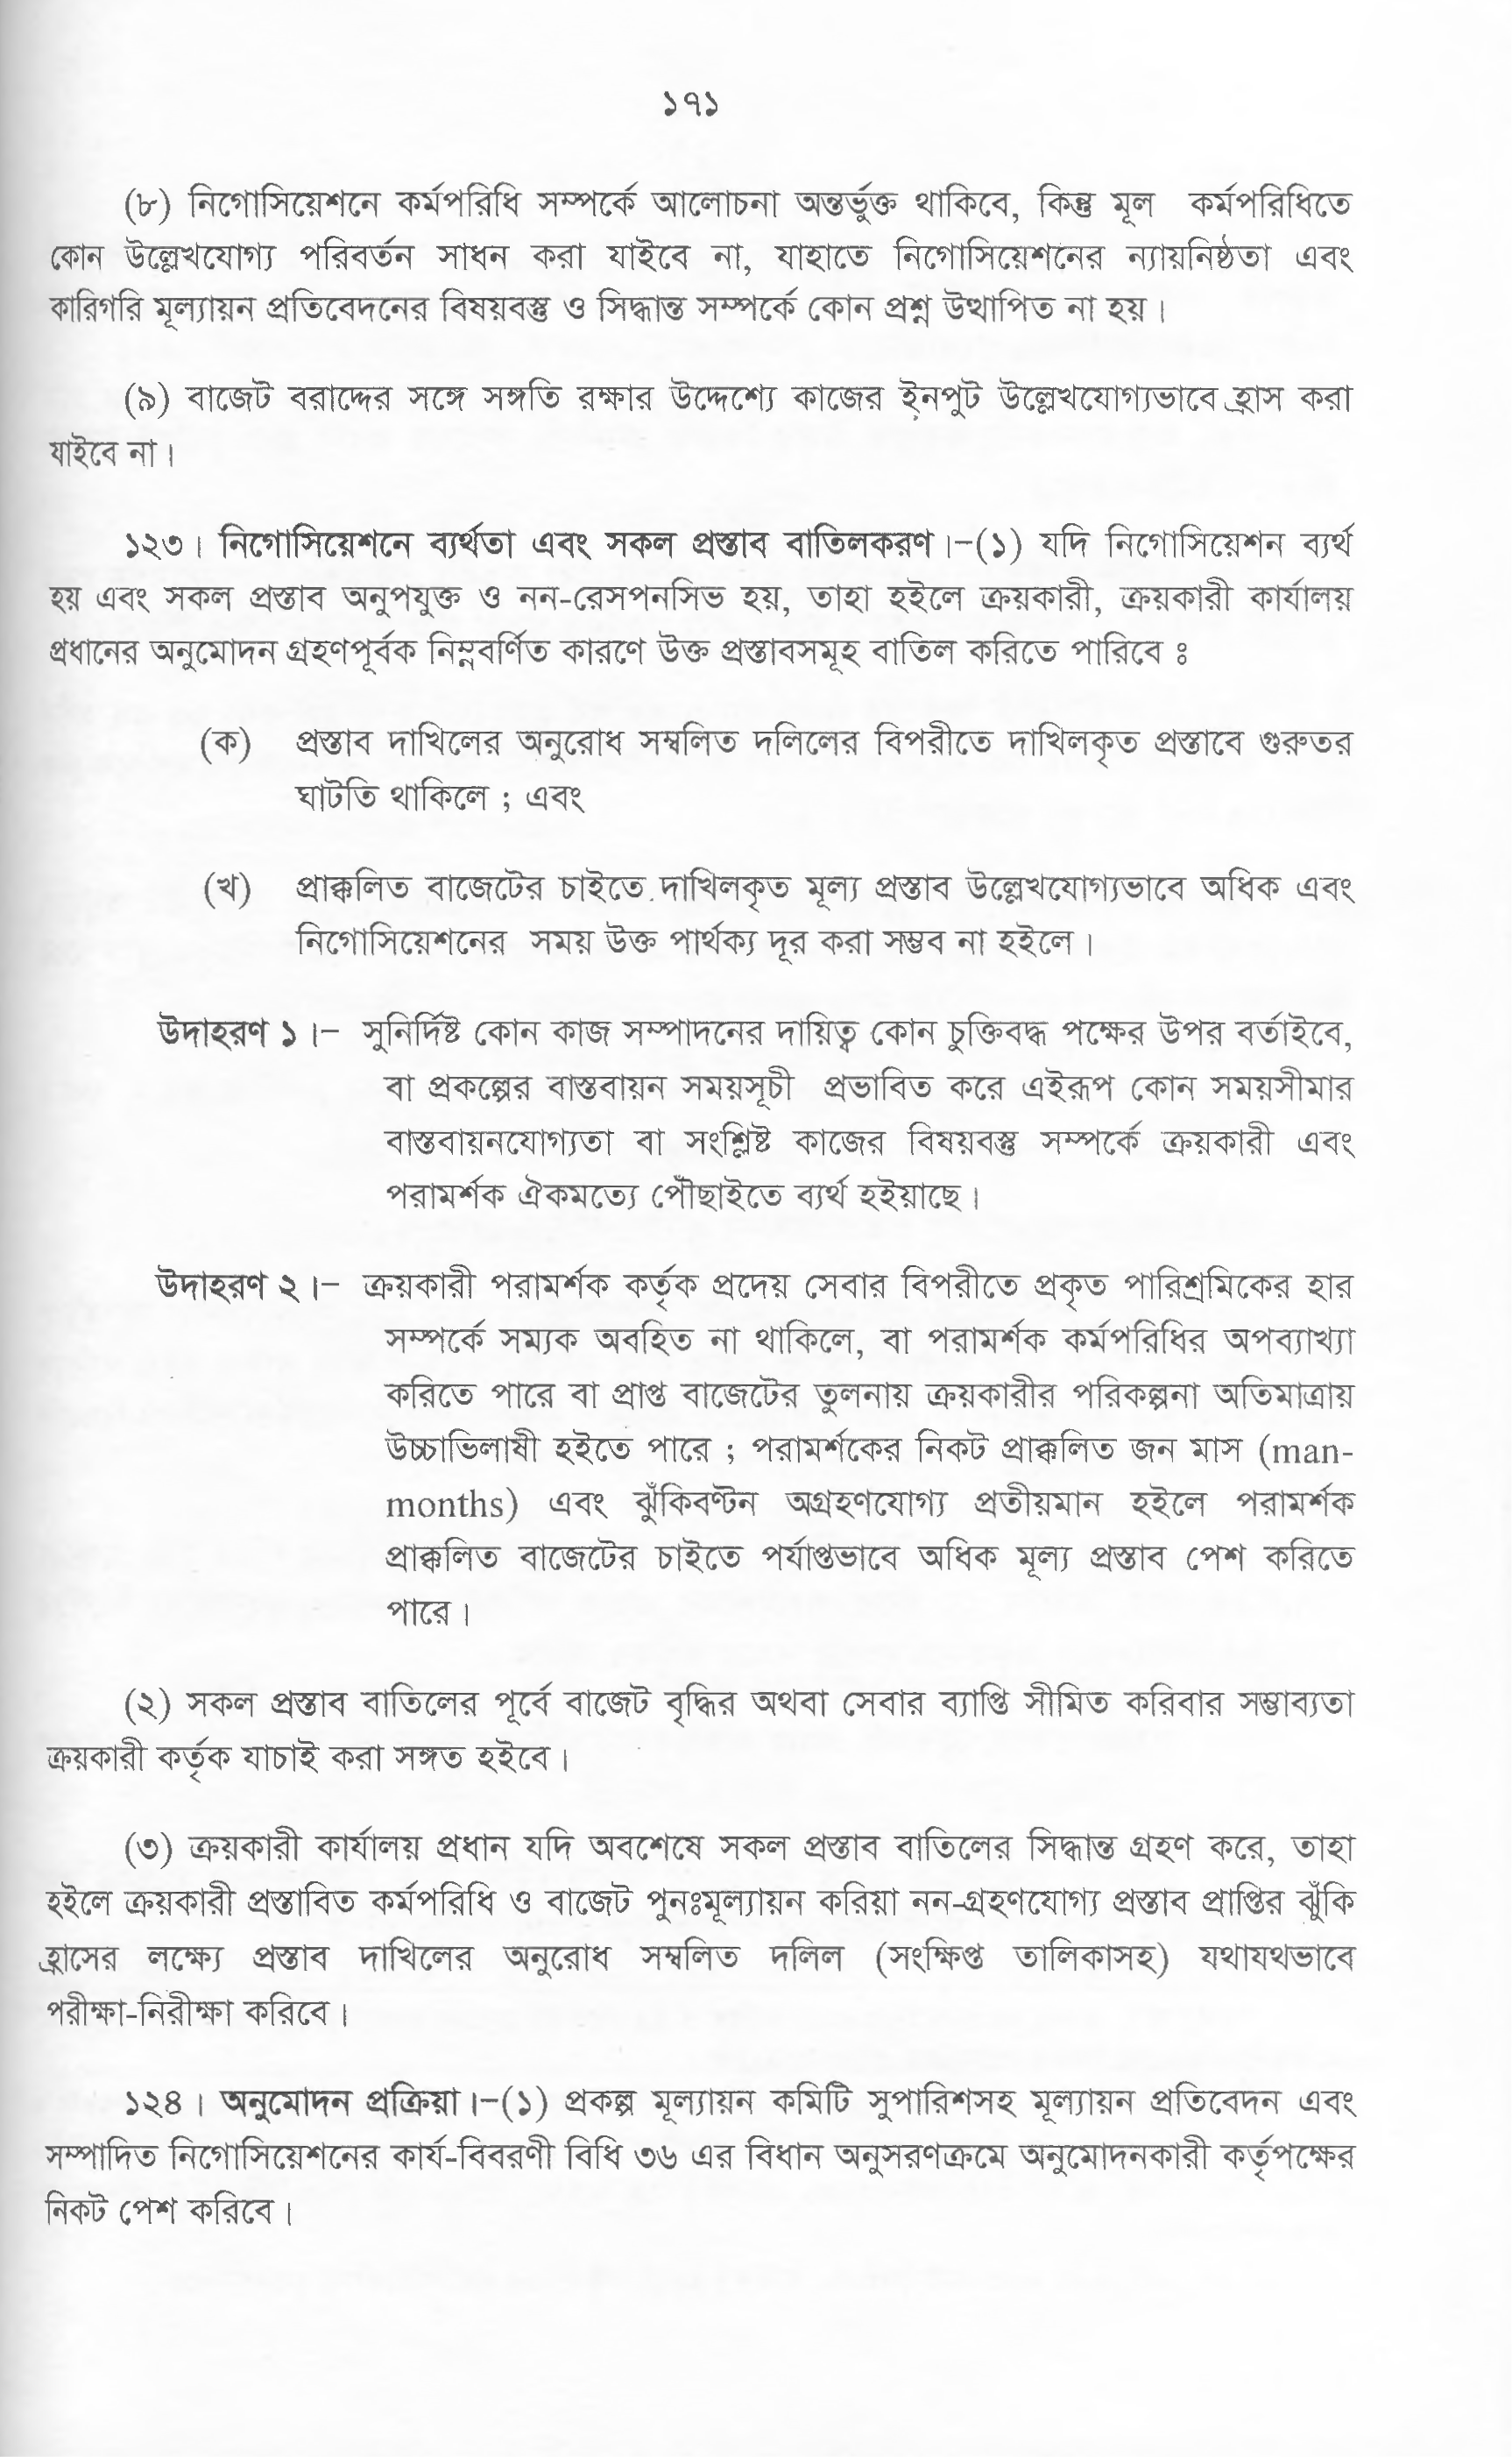 ১৭১
(৮) নিগোসিয়েশনে কর্মপরিধি সম্পর্কে আলোচনা অন্তর্ভুক্ত থাকিবে, কিন্তু মূল কর্মপরিধিতে
কোন উল্লেখযোগ্য পরিবর্তন সাধন করা যাইবে না, যাহাতে নিগোসিয়েশনের ন্যায়নিষ্ঠতা এবং
কারিগরি মূল্যায়ন প্রতিবেদনের বিষয়বস্তু ও সিদ্ধান্ত সম্পর্কে কোন প্রশ্ন উত্থাপিত না হয়।
(৯) বাজেট বরাদ্দের সঙ্গে সঙ্গতি রক্ষার উদ্দেশ্যে কাজের ইনপুট উল্লেখযোগ্যভাবে হ্রাস করা
যাইবে না।
১২৩। নিগোসিয়েশনে ব্যর্থতা এবং সকল প্রস্তাব বাতিলকরণ।–(১) যদি নিগোসিয়েশন ব্যর্থ
হয় এবং সকল প্রস্তাব অনুপযুক্ত ও নন-রেসপনসিভ হয়, তাহা হইলে ক্রয়কারী, ক্রয়কারী কার্যালয়
প্রধানের অনুমোদন গ্রহণপূর্বক নিম্নবর্ণিত কারণে উক্ত প্রস্তাবসমূহ বাতিল করিতে পারিবে ঃ
(ক) প্রস্তাব দাখিলের অনুরোধ সম্বলিত দলিলের বিপরীতে দাখিলকৃত প্রস্তাবে গুরুতর
ঘাটতি থাকিলে ; এবং
(খ) প্রাক্কলিত বাজেটের চাইতে দাখিলকৃত মূল্য প্রস্তাব উল্লেখযোগ্যভাবে অধিক এবং
নিগোসিয়েশনের সময় উক্ত পার্থক্য দূর করা সম্ভব না হইলে।
উদাহরণ ১।– সুনির্দিষ্ট কোন কাজ সম্পাদনের দায়িত্ব কোন চুক্তিবদ্ধ পক্ষের উপর বর্তাইবে,
বা প্রকল্পের বাস্তবায়ন সময়সূচী প্রভাবিত করে এইরূপ কোন সময়সীমার
বাস্তবায়নযোগ্যতা বা সংশ্লিষ্ট কাজের বিষয়বস্তু সম্পর্কে ক্রয়কারী এবং
পরামর্শক ঐকমত্যে পৌঁছাইতে ব্যর্থ হইয়াছে।
উদাহরণ ২।– ক্রয়কারী পরামর্শক কর্তৃক প্রদেয় সেবার বিপরীতে প্রকৃত পারিশ্রমিকের হার
সম্পর্কে সম্যক অবহিত না থাকিলে, বা পরামর্শক কর্মপরিধির অপব্যাখ্যা
করিতে পারে বা প্রাপ্ত বাজেটের তুলনায় ক্রয়কারীর পরিকল্পনা অতিমাত্রায়
উচ্চাভিলাষী হইতে পারে ; পরামর্শকের নিকট প্রাক্কলিত জন মাস (man-
months) এবং ঝুঁকিবণ্টন অগ্রহণযোগ্য প্রতীয়মান হইলে পরামর্শক
প্রাক্কলিত বাজেটের চাইতে পর্যাপ্তভাবে অধিক মূল্য প্রস্তাব পেশ করিতে
পারে।
(২) সকল প্রস্তাব বাতিলের পূর্বে বাজেট বৃদ্ধির অথবা সেবার ব্যাপ্তি সীমিত করিবার সম্ভাব্যতা
ক্রয়কারী কর্তৃক যাচাই করা সঙ্গত হইবে।
(৩) ক্রয়কারী কার্যালয় প্রধান যদি অবশেষে সকল প্রস্তাব বাতিলের সিদ্ধান্ত গ্রহণ করে, তাহা
হইলে ক্রয়কারী প্রস্তাবিত কর্মপরিধি ও বাজেট পুনঃমূল্যায়ন করিয়া নন-গ্রহণযোগ্য প্রস্তাব প্রাপ্তির ঝুঁকি
হ্রাসের লক্ষ্যে প্রস্তাব দাখিলের অনুরোধ সম্বলিত দলিল (সংক্ষিপ্ত তালিকাসহ) যথাযথভাবে
পরীক্ষা-নিরীক্ষা করিবে।
১২৪। অনুমোদন প্রক্রিয়া।–(১) প্রকল্প মূল্যায়ন কমিটি সুপারিশসহ মূল্যায়ন প্রতিবেদন এবং
সম্পাদিত নিগোসিয়েশনের কার্য-বিবরণী বিধি ৩৬ এর বিধান অনুসরণক্রমে অনুমোদনকারী কর্তৃপক্ষের
নিকট পেশ করিবে।